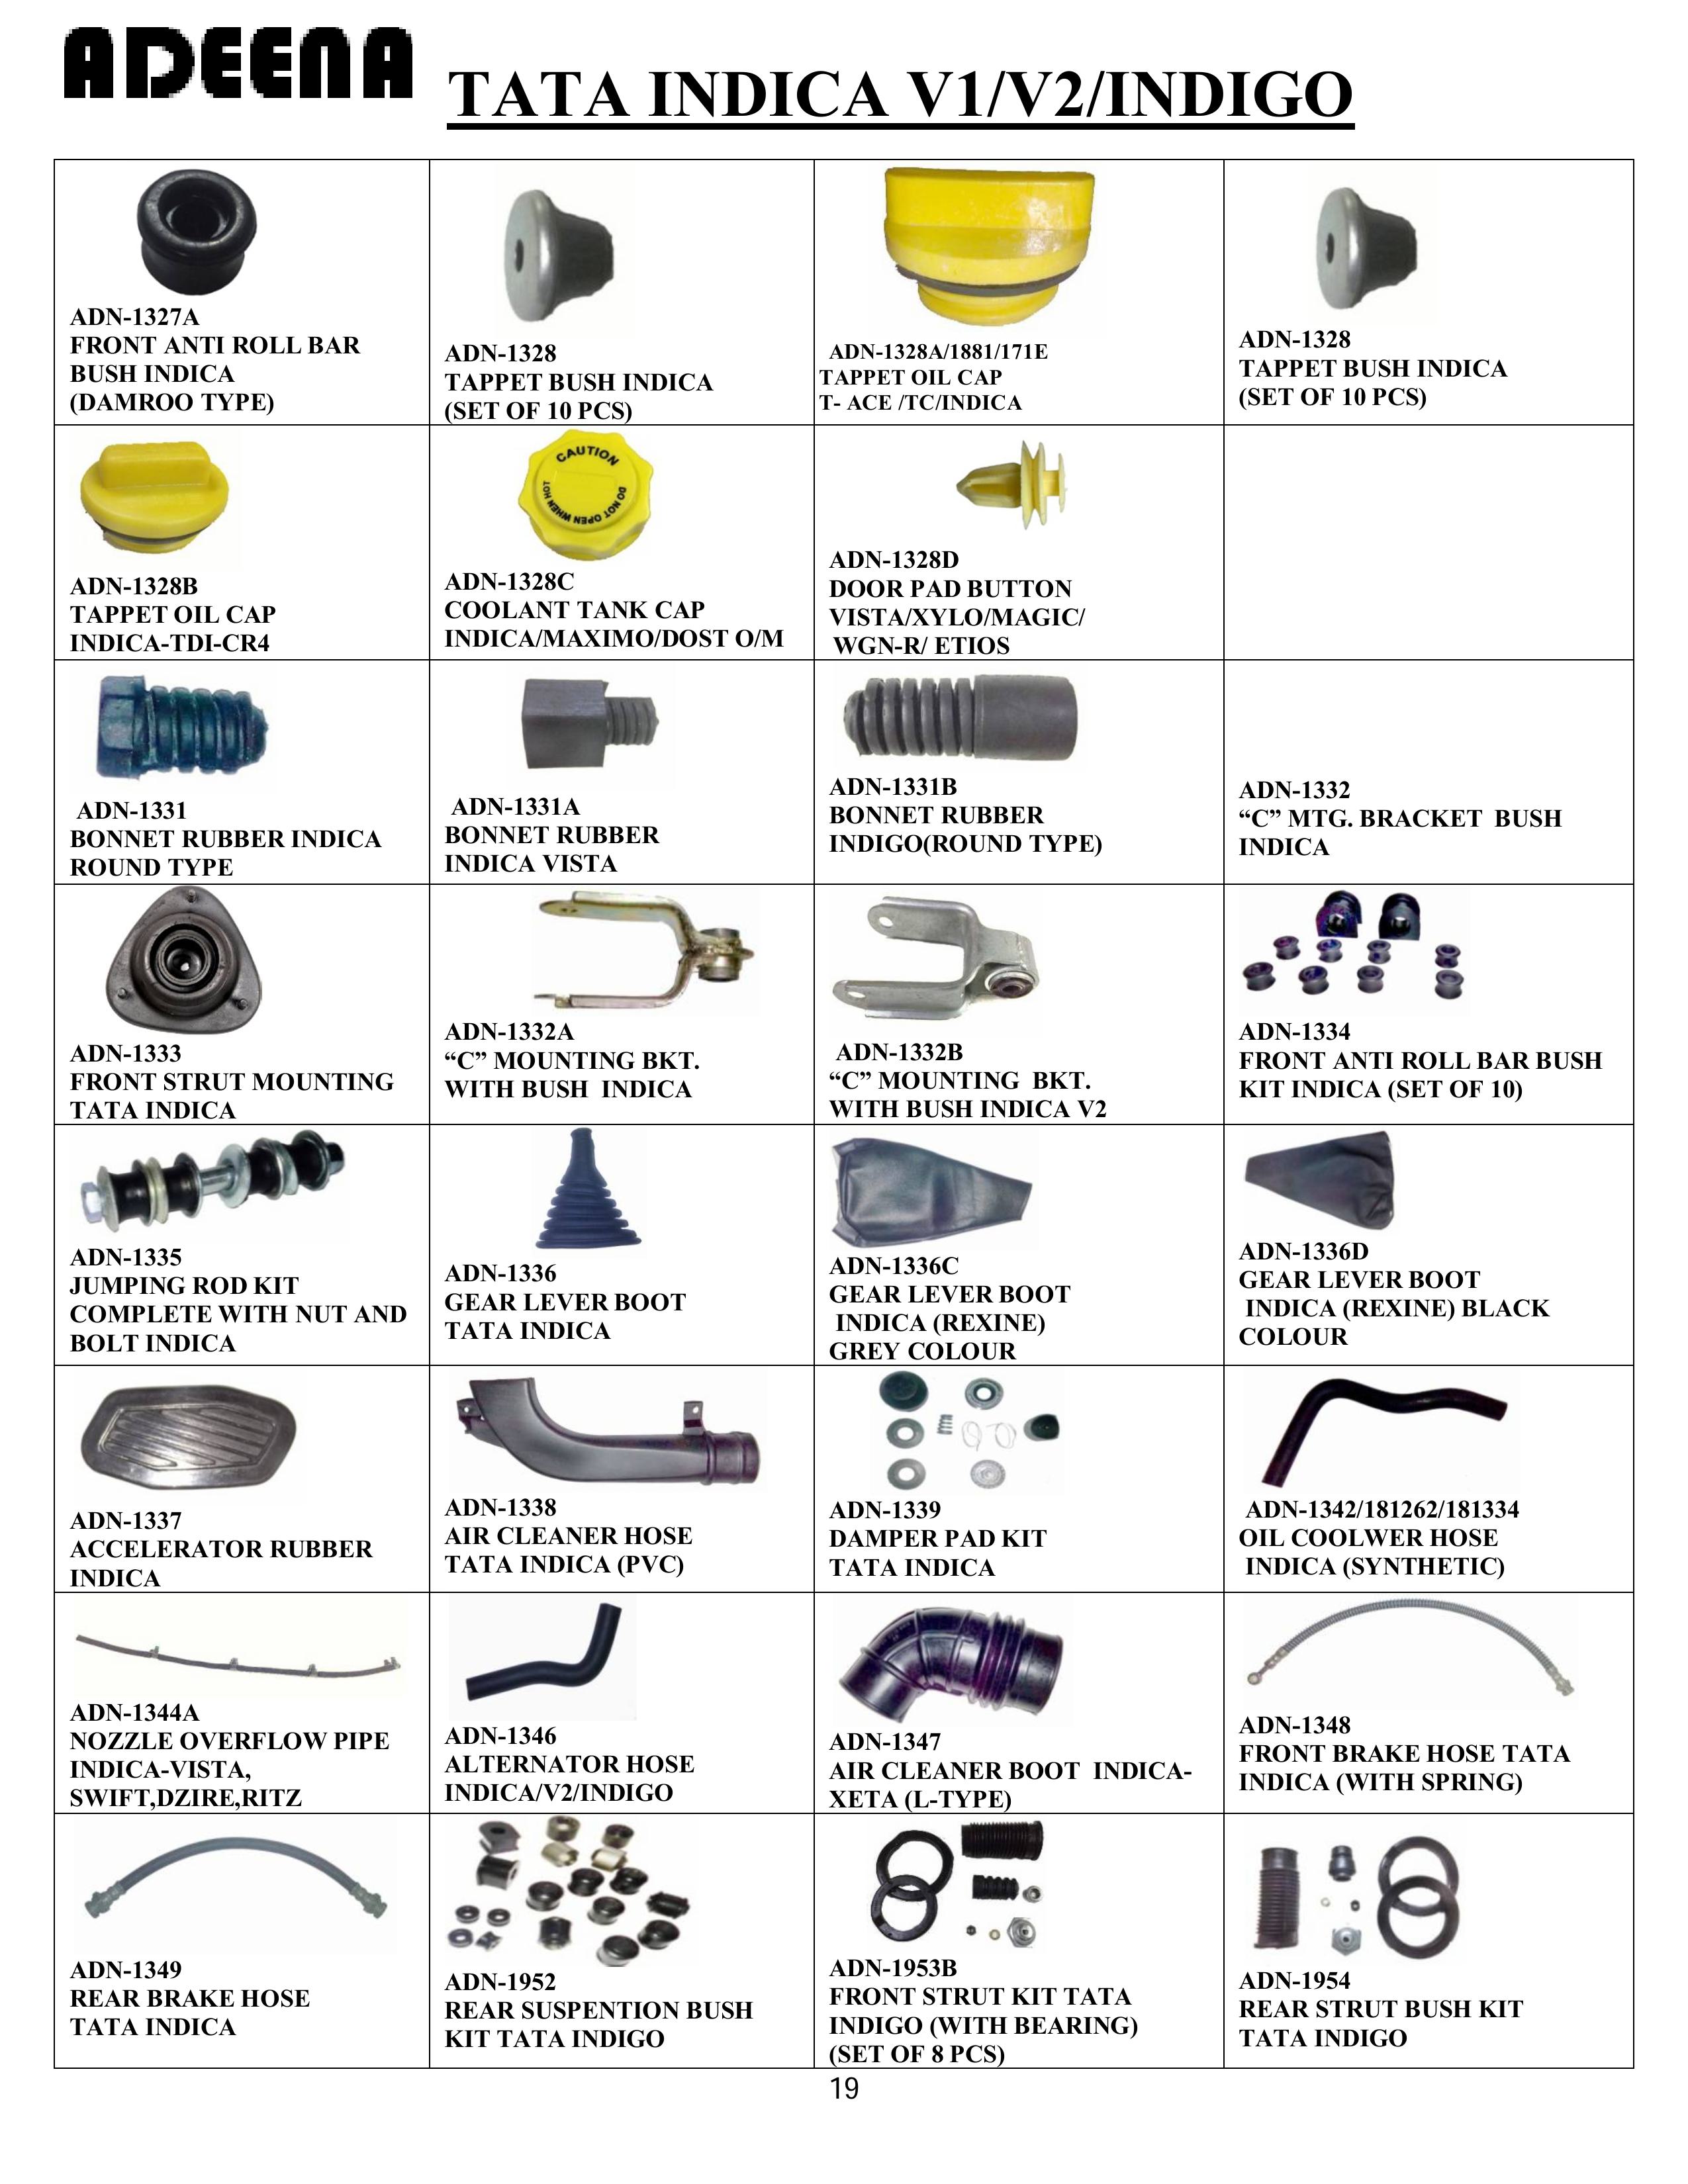 ADEENA
TATA INDICA V1/V2/INDIGO
ADN-1327A
FRONT ANTI ROLL BAR
BUSH INDICA
(DAMROO TYPE)
ADN-1328
TAPPET BUSH INDICA
(SET OF 10 PCS)
ADN-1328A/1881/171E
TAPPET OIL CAP
T- ACE /TC/INDICA
ADN-1328
TAPPET BUSH INDICA
(SET OF 10 PCS)
ADN-1328B
TAPPET OIL CAP
INDICA-TDI-CR4
CAUTION
DO NOT OPEN WHEN HOT
ADN-1328C
COOLANT TANK CAP
INDICA/MAXIMO/DOST O/M
ADN-1328D
DOOR PAD BUTTON
VISTA/XYLO/MAGIC/
WGN-R/ ETIOS
ADN-1331
BONNET RUBBER INDICA
ROUND TYPE
ADN-1331A
BONNET RUBBER
INDICA VISTA
ADN-1331B
BONNET RUBBER
INDIGO(ROUND TYPE)
ADN-1332
“C” MTG. BRACKET  BUSH
INDICA
ADN-1333
FRONT STRUT MOUNTING
TATA INDICA
ADN-1332A
“C” MOUNTING BKT.
WITH BUSH  INDICA
ADN-1332B
“C” MOUNTING  BKT.
WITH BUSH INDICA V2
ADN-1334
FRONT ANTI ROLL BAR BUSH
KIT INDICA (SET OF 10)
ADN-1335
JUMPING ROD KIT
COMPLETE WITH NUT AND
BOLT INDICA
ADN-1336
GEAR LEVER BOOT
TATA INDICA
ADN-1336C
GEAR LEVER BOOT
INDICA (REXINE)
GREY COLOUR
ADN-1336D
GEAR LEVER BOOT
INDICA (REXINE) BLACK
COLOUR
ADN-1337
ACCELERATOR RUBBER
INDICA
ADN-1338
AIR CLEANER HOSE
TATA INDICA (PVC)
ADN-1339
DAMPER PAD KIT
TATA INDICA
ADN-1342/181262/181334
OIL COOLWER HOSE
INDICA (SYNTHETIC)
ADN-1344A
NOZZLE OVERFLOW PIPE
INDICA-VISTA,
SWIFT,DZIRE,RITZ
ADN-1346
ALTERNATOR HOSE
INDICA/V2/INDIGO
ADN-1347
AIR CLEANER BOOT  INDICA-
XETA (L-TYPE)
ADN-1348
FRONT BRAKE HOSE TATA
INDICA (WITH SPRING)
ADN-1349
REAR BRAKE HOSE
TATA INDICA
ADN-1952
REAR SUSPENTION BUSH
KIT TATA INDIGO
ADN-1953B
FRONT STRUT KIT TATA
INDIGO (WITH BEARING)
(SET OF 8 PCS)
ADN-1954
REAR STRUT BUSH KIT
TATA INDIGO
19